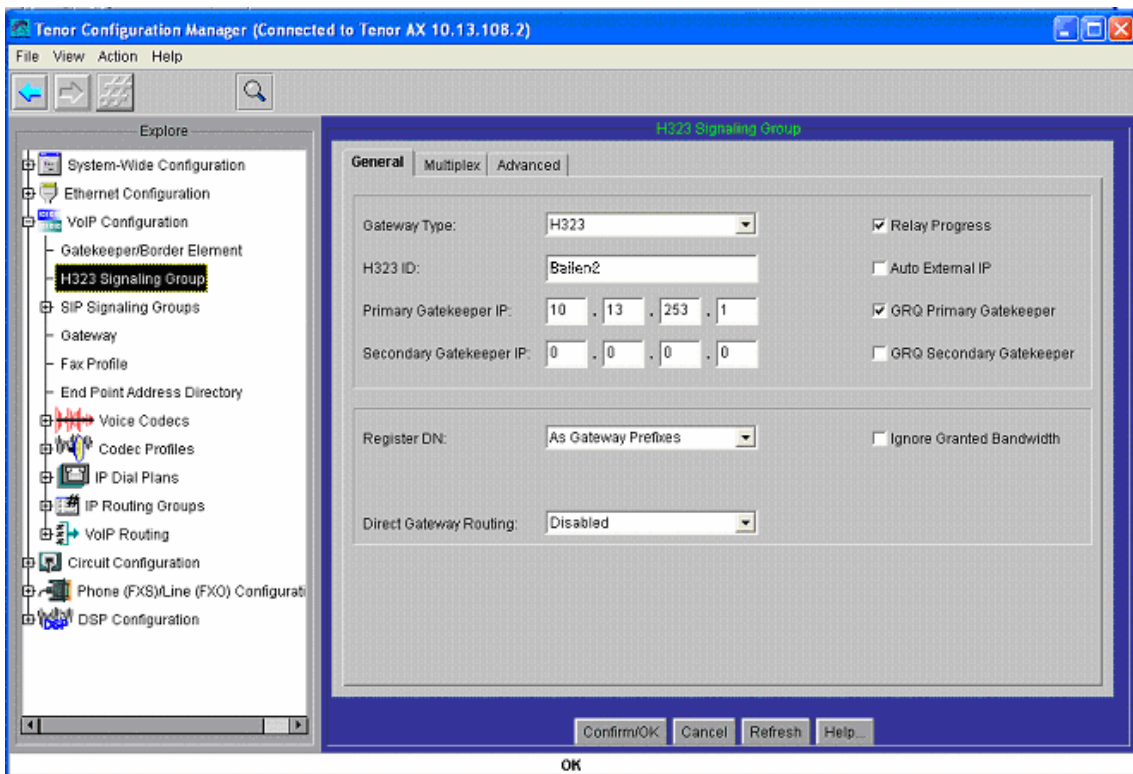 Tenor Configuration Manager (Connected to Tenor AX 10.13.108.2)
File View Action Help
Explore
System-Wide Configuration
Ethernet Configuration
VoIP Configuration
Gatekeeper/Border Element
H323 Signaling Group
SIP Signaling Groups
Gateway
Fax Profile
End Point Address Directory
Voice Codecs
Codec Profiles
IP Dial Plans
IP Routing Groups
VoIP Routing
Circuit Configuration
Phone (FXS)/Line (FXO) Configurati
DSP Configuration
H323 Signaling Group
General Multiplex Advanced
Gateway Type: H323 Relay Progress
H323 ID: Bailen2 Auto External IP
Primary Gatekeeper IP: 10 . 13 . 253 . 1 GRQ Primary Gatekeeper
Secondary Gatekeeper IP: 0 . 0 . 0 . 0 GRQ Secondary Gatekeeper
Register DN: As Gateway Prefixes Ignore Granted Bandwidth
Direct Gateway Routing: Disabled
Confirm/OK Cancel Refresh Help...
OK